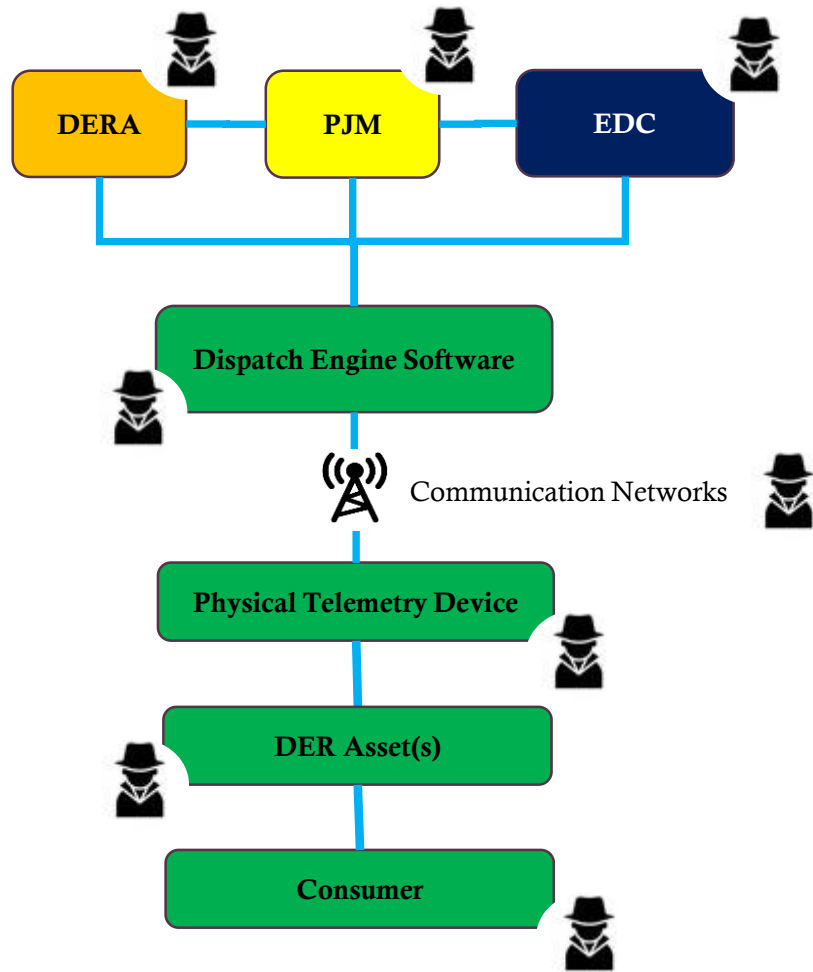 DERA
PJM
EDC
Dispatch Engine Software
Communication Networks
Physical Telemetry Device
DER Asset(s)
Consumer